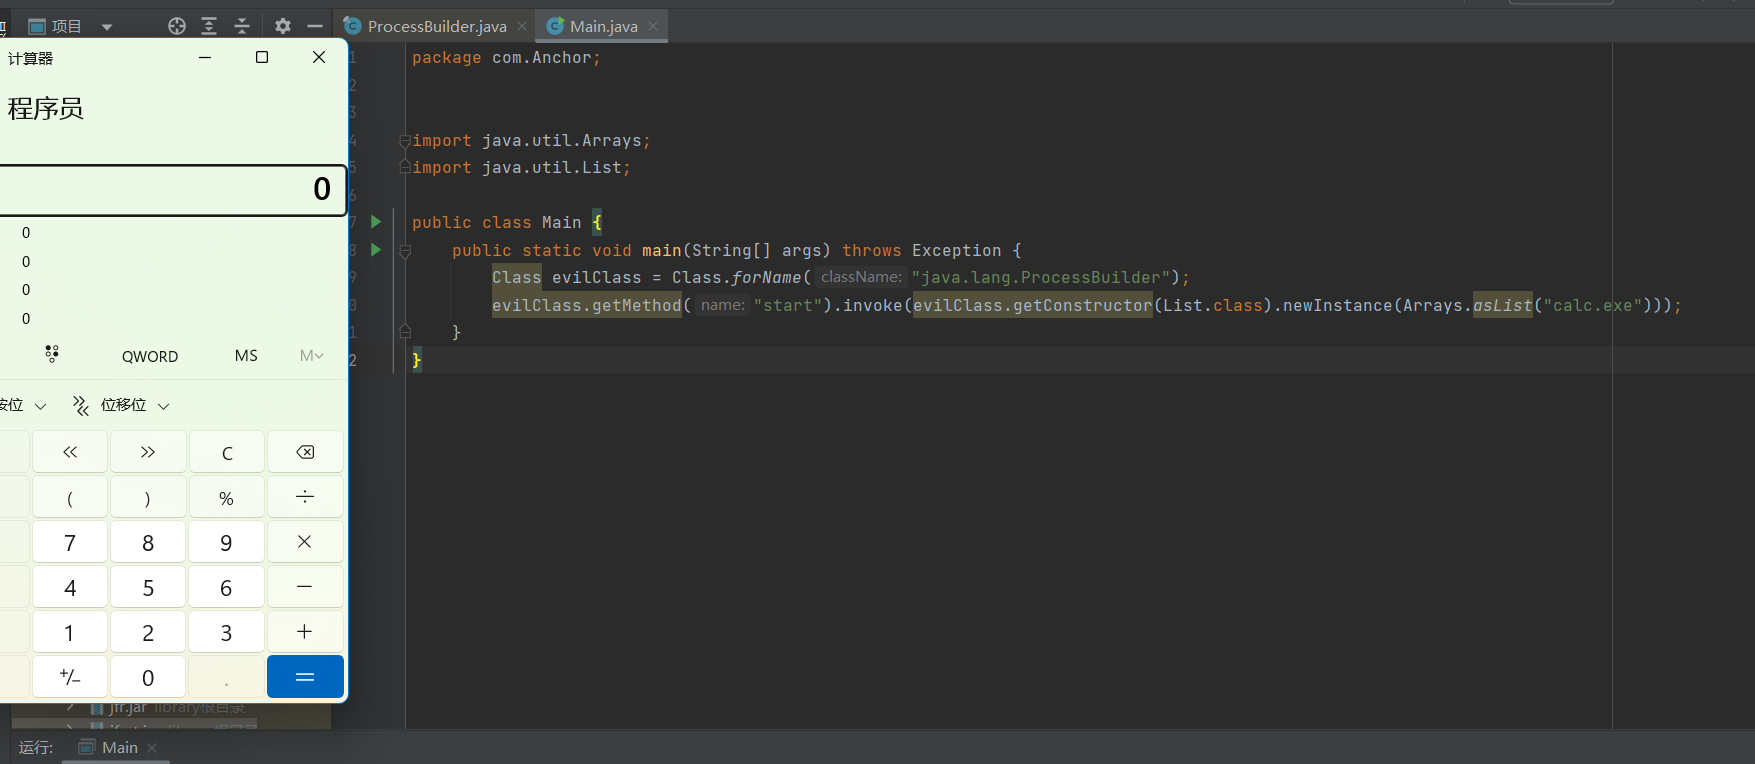 项目
ProcessBuilder.java
Main.java
计算器
程序员
0
0
0
0
0
QWORD MS M
按位 位移位
« » C
( ) % ÷
7 8 9 ×
4 5 6 −
1 2 3 +
+/− 0 . =
1 package com.Anchor;
2
3
4 import java.util.Arrays;
5 import java.util.List;
6
7 public class Main {
8 public static void main(String[] args) throws Exception {
9 Class evilClass = Class.forName( className: "java.lang.ProcessBuilder");
0 evilClass.getMethod( name: "start").invoke(evilClass.getConstructor(List.class).newInstance(Arrays.asList("calc.exe")));
1 }
2 }
jfr.jar library根目录
运行: Main